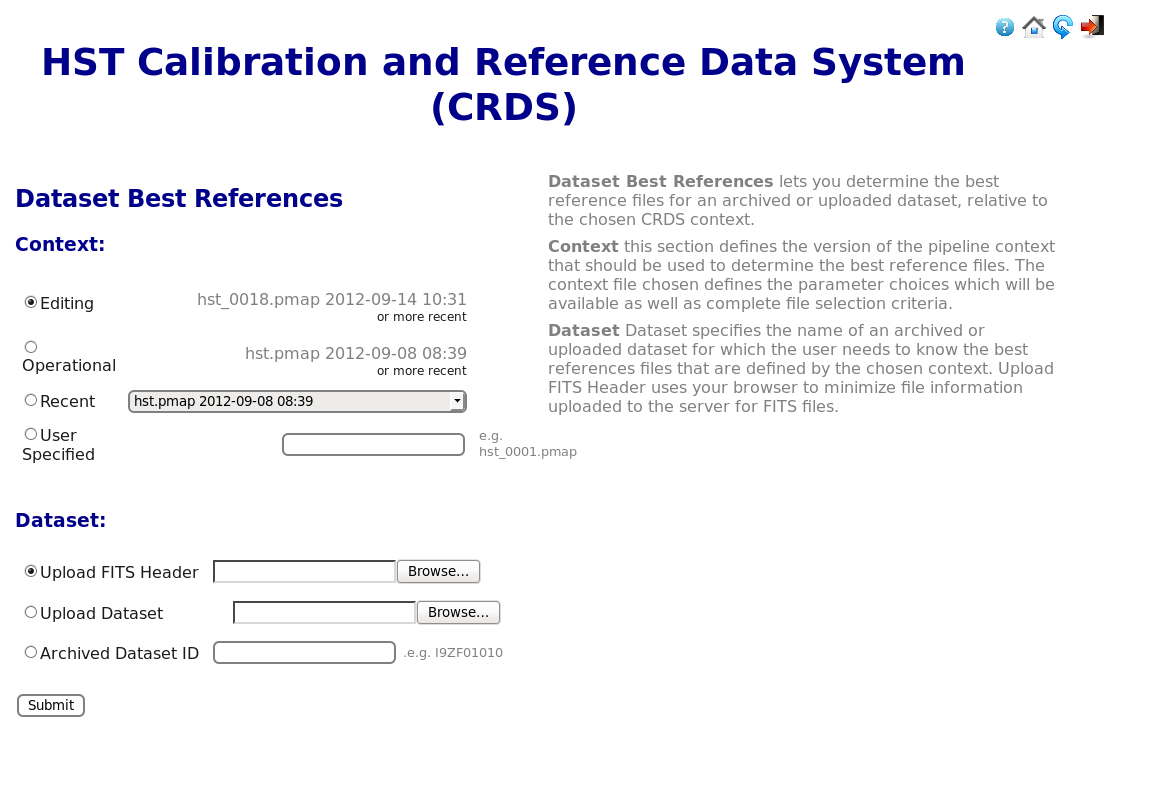 HST Calibration and Reference Data System
(CRDS)
Dataset Best References
Context:
Editing
hst_0018.pmap 2012-09-14 10:31
or more recent
Operational
hst.pmap 2012-09-08 08:39
or more recent
Recent
hst.pmap 2012-09-08 08:39
User
Specified
e.g.
hst_0001.pmap
Dataset:
Upload FITS Header
Browse...
Upload Dataset
Browse...
Archived Dataset ID
.e.g. I9ZF01010
Submit
Dataset Best References lets you determine the best
reference files for an archived or uploaded dataset, relative to
the chosen CRDS context.
Context this section defines the version of the pipeline context
that should be used to determine the best reference files. The
context file chosen defines the parameter choices which will be
available as well as complete file selection criteria.
Dataset Dataset specifies the name of an archived or
uploaded dataset for which the user needs to know the best
references files that are defined by the chosen context. Upload
FITS Header uses your browser to minimize file information
uploaded to the server for FITS files.